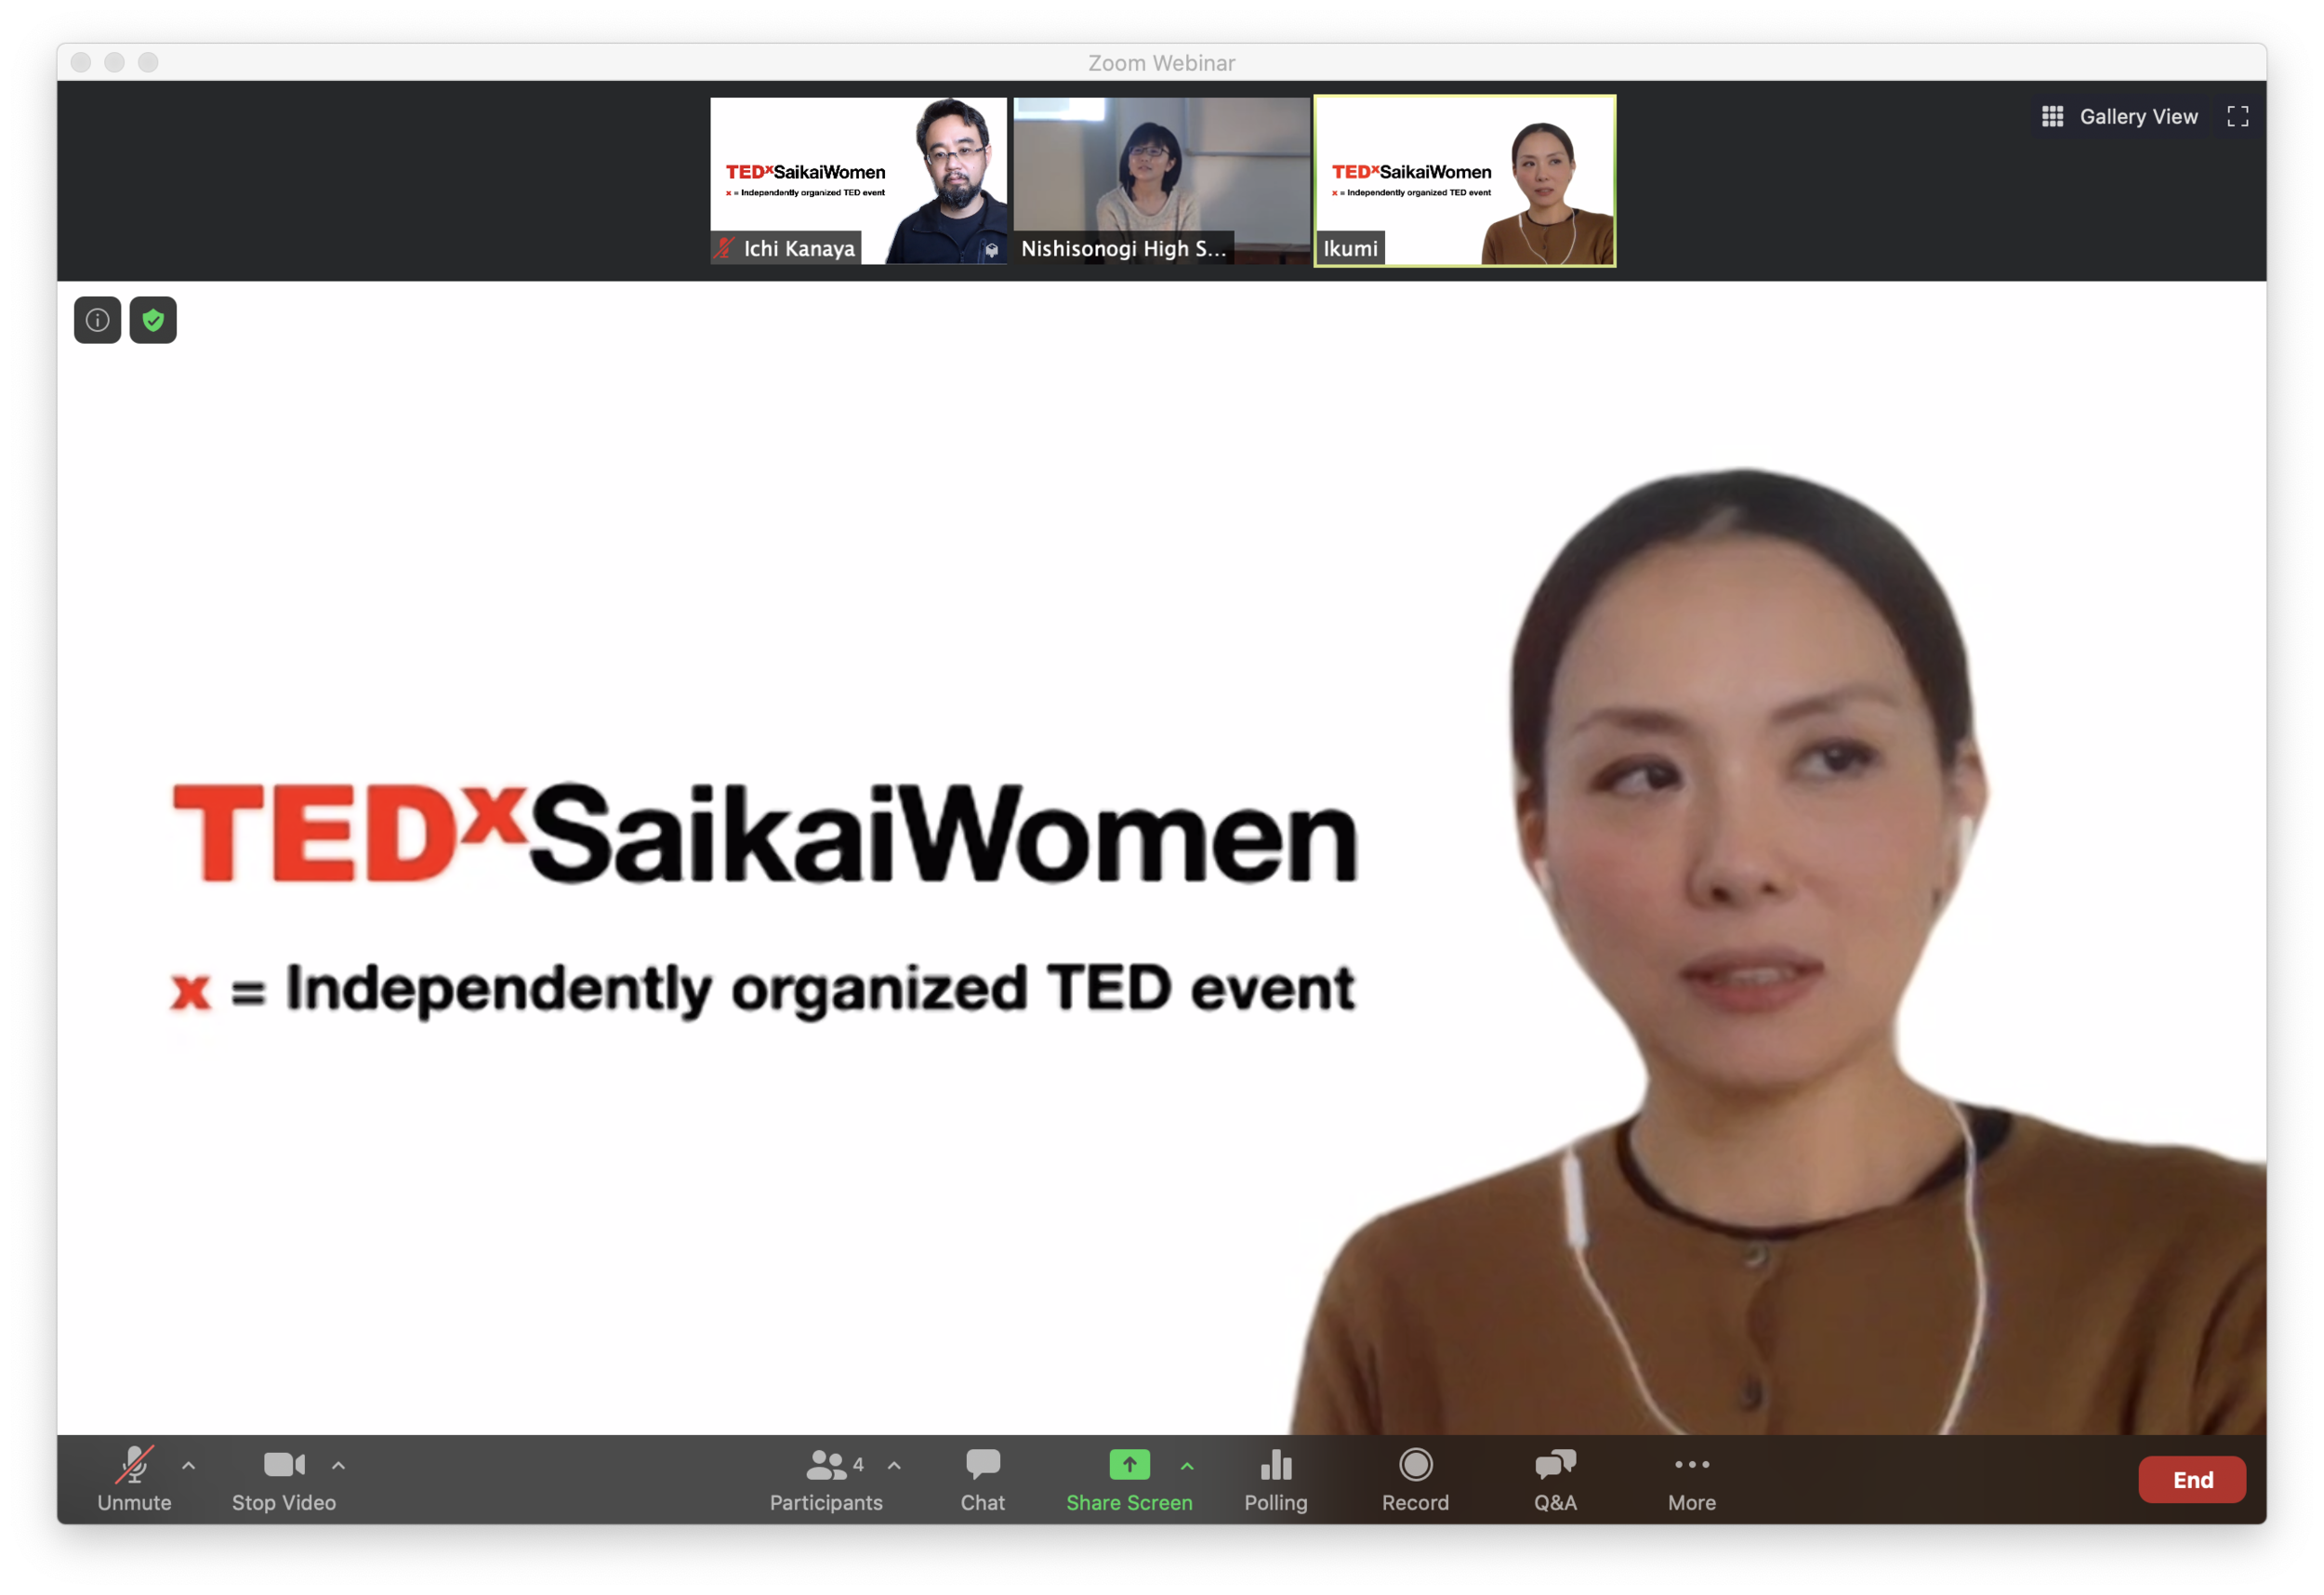 Zoom Webinar
TEDxSaikaiWomen
x = Independently organized TED event
Ichi Kanaya
Nishisonogi High S...
TEDxSaikaiWomen
x = Independently organized TED event
Ikumi
Gallery View
TEDxSaikaiWomen
x = Independently organized TED event
Unmute
Stop Video
4
Participants
Chat
Share Screen
Polling
Record
Q&A
More
End